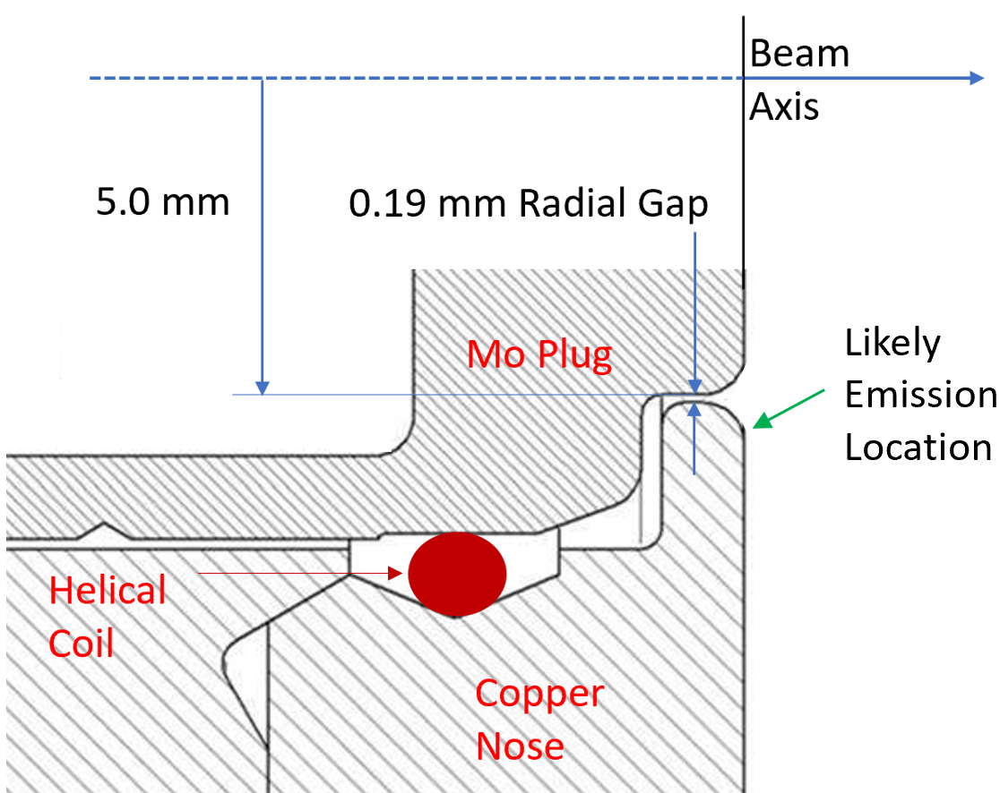 Beam
Axis
5.0 mm
0.19 mm Radial Gap
Mo Plug
Likely
Emission
Location
Helical
Coil
Copper
Nose